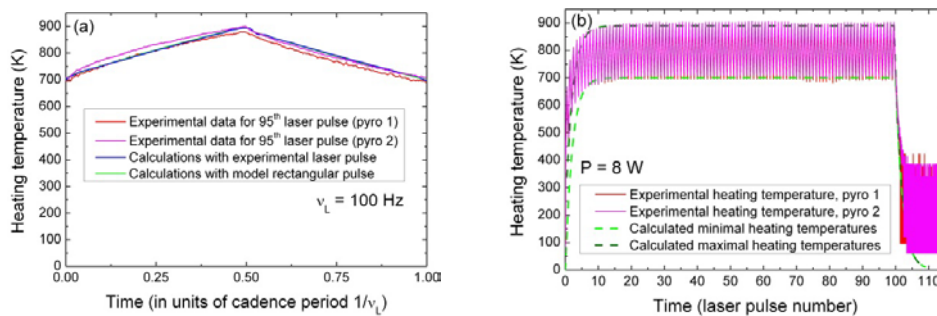 (a)
900
800
700
600
500
400
300
200
100
0
Heating temperature (K)
Experimental data for 95th laser pulse (pyro 1)
Experimental data for 95th laser pulse (pyro 2)
Calculations with experimental laser pulse
Calculations with model rectangular pulse
νL = 100 Hz
0.00 0.25 0.50 0.75 1.00
Time (in units of cadence period 1/νL)
(b)
900
800
700
600
500
400
300
200
100
Heating temperature (K)
P = 8 W
Experimental heating temperature, pyro 1
Experimental heating temperature, pyro 2
Calculated minimal heating temperatures
Calculated maximal heating temperatures
0 10 20 30 40 50 60 70 80 90 100 110
Time (laser pulse number)